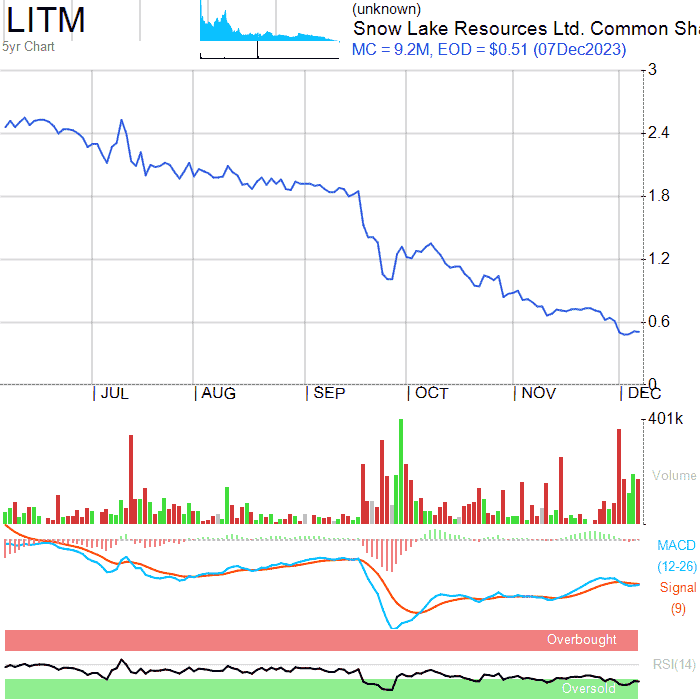 LITM
5yr Chart
(unknown)
Snow Lake Resources Ltd. Common Sha
MC = 9.2M, EOD = $0.51 (07Dec2023)
3
2.4
1.8
1.2
0.6
0
JUL AUG SEP OCT NOV DEC
401k
Volume
MACD
(12-26)
Signal
(9)
Overbought
RSI(14)
Oversold